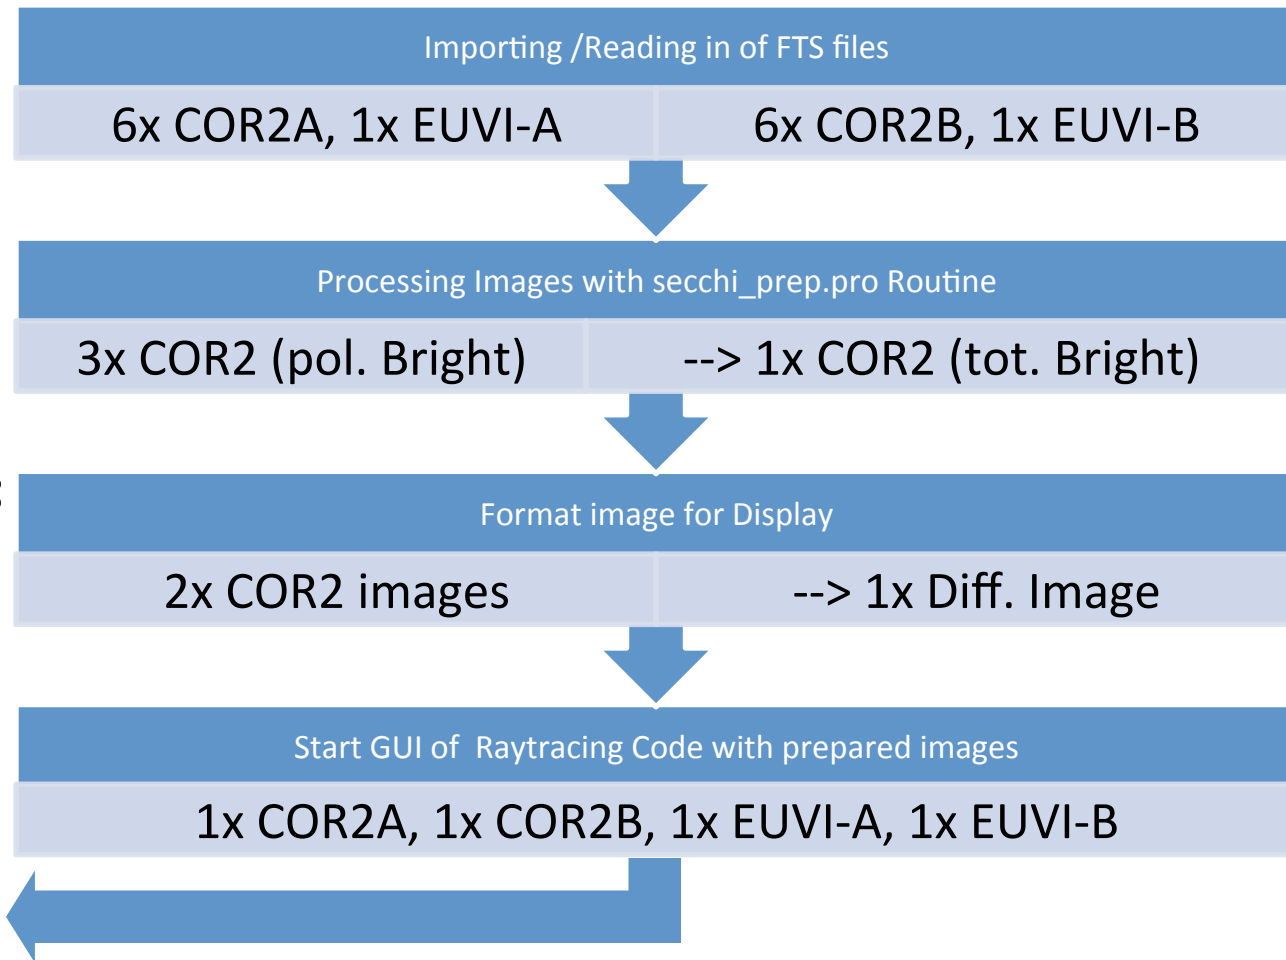 Importing /Reading in of FTS files
6x COR2A, 1x EUVI-A
6x COR2B, 1x EUVI-B
Processing Images with secchi_prep.pro Routine
3x COR2 (pol. Bright)
--> 1x COR2 (tot. Bright)
:
Format image for Display
2x COR2 images
--> 1x Diff. Image
Start GUI of  Raytracing Code with prepared images
1x COR2A, 1x COR2B, 1x EUVI-A, 1x EUVI-B